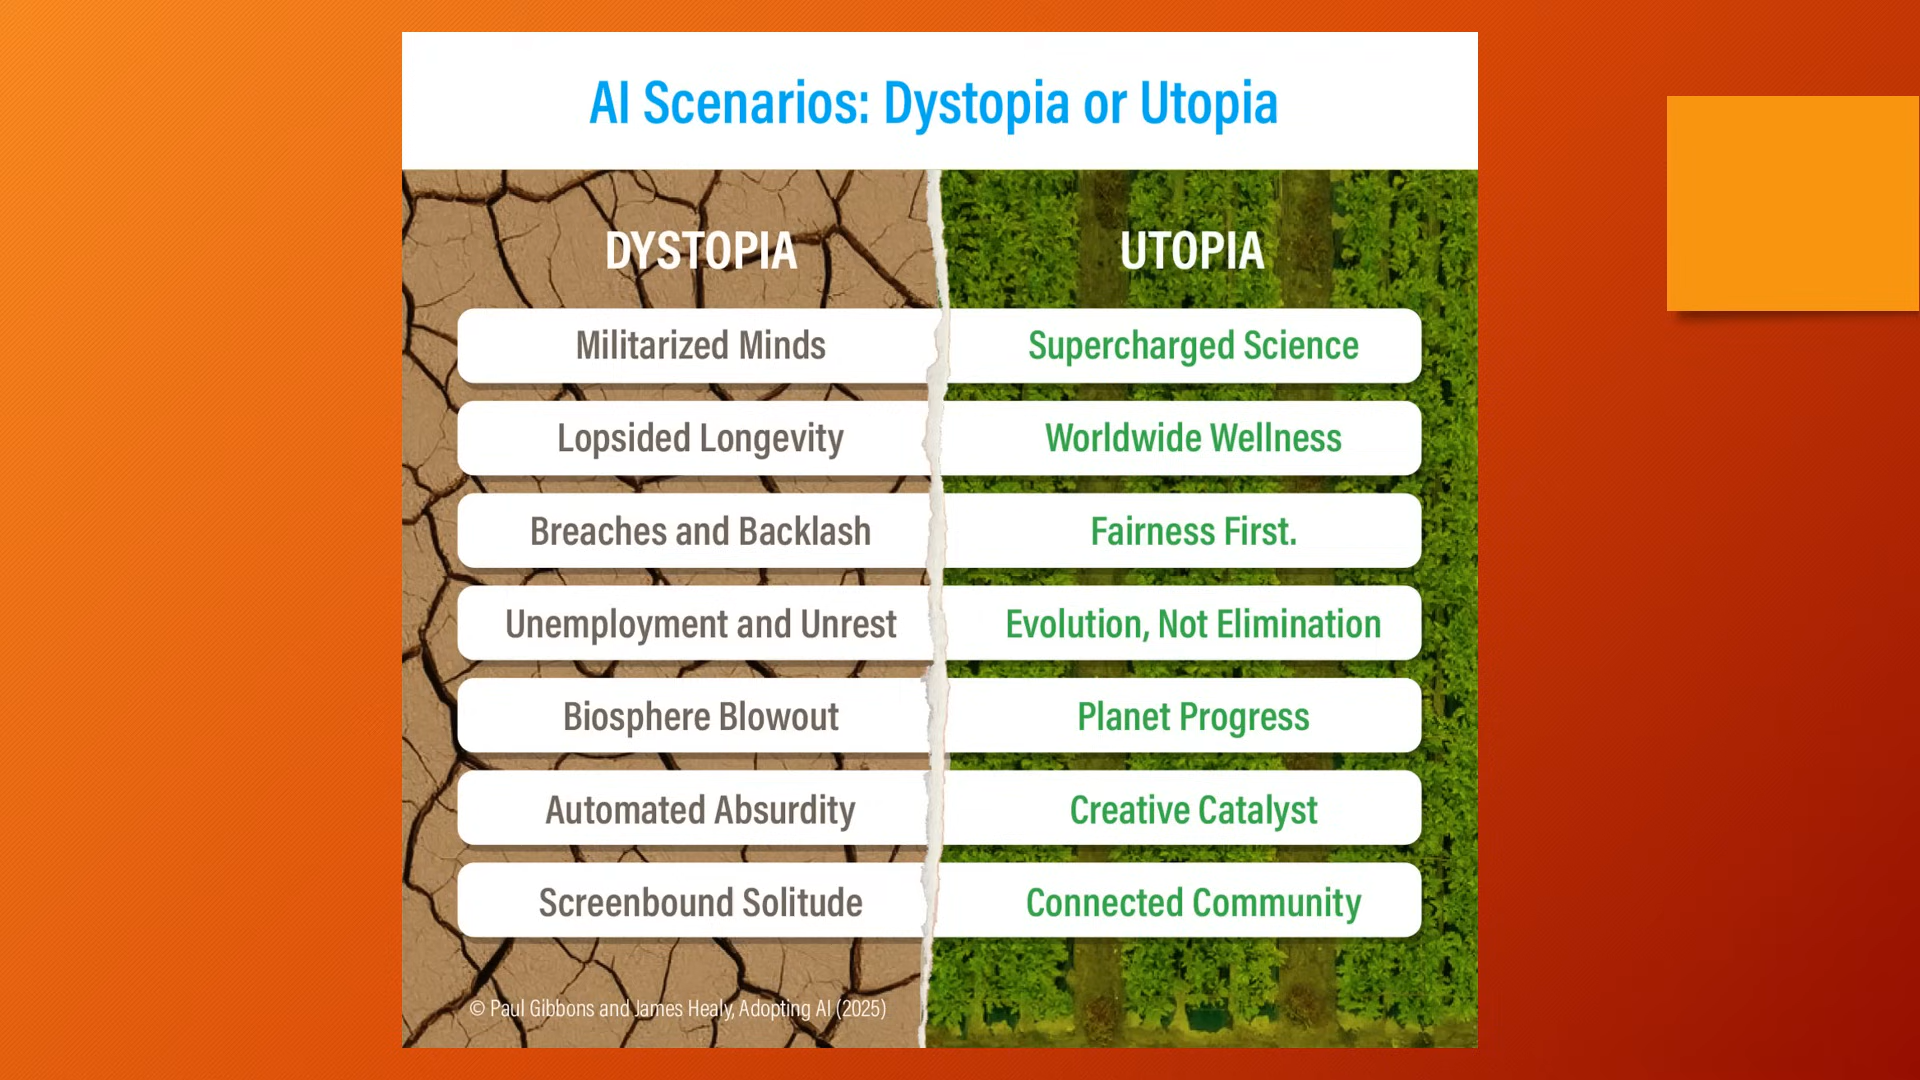 AI Scenarios: Dystopia or Utopia
DYSTOPIA
UTOPIA
Militarized Minds
Supercharged Science
Lopsided Longevity
Worldwide Wellness
Breaches and Backlash
Fairness First.
Unemployment and Unrest
Evolution, Not Elimination
Biosphere Blowout
Planet Progress
Automated Absurdity
Creative Catalyst
Screenbound Solitude
Connected Community
© Paul Gibbons and James Healy, Adopting AI (2025)